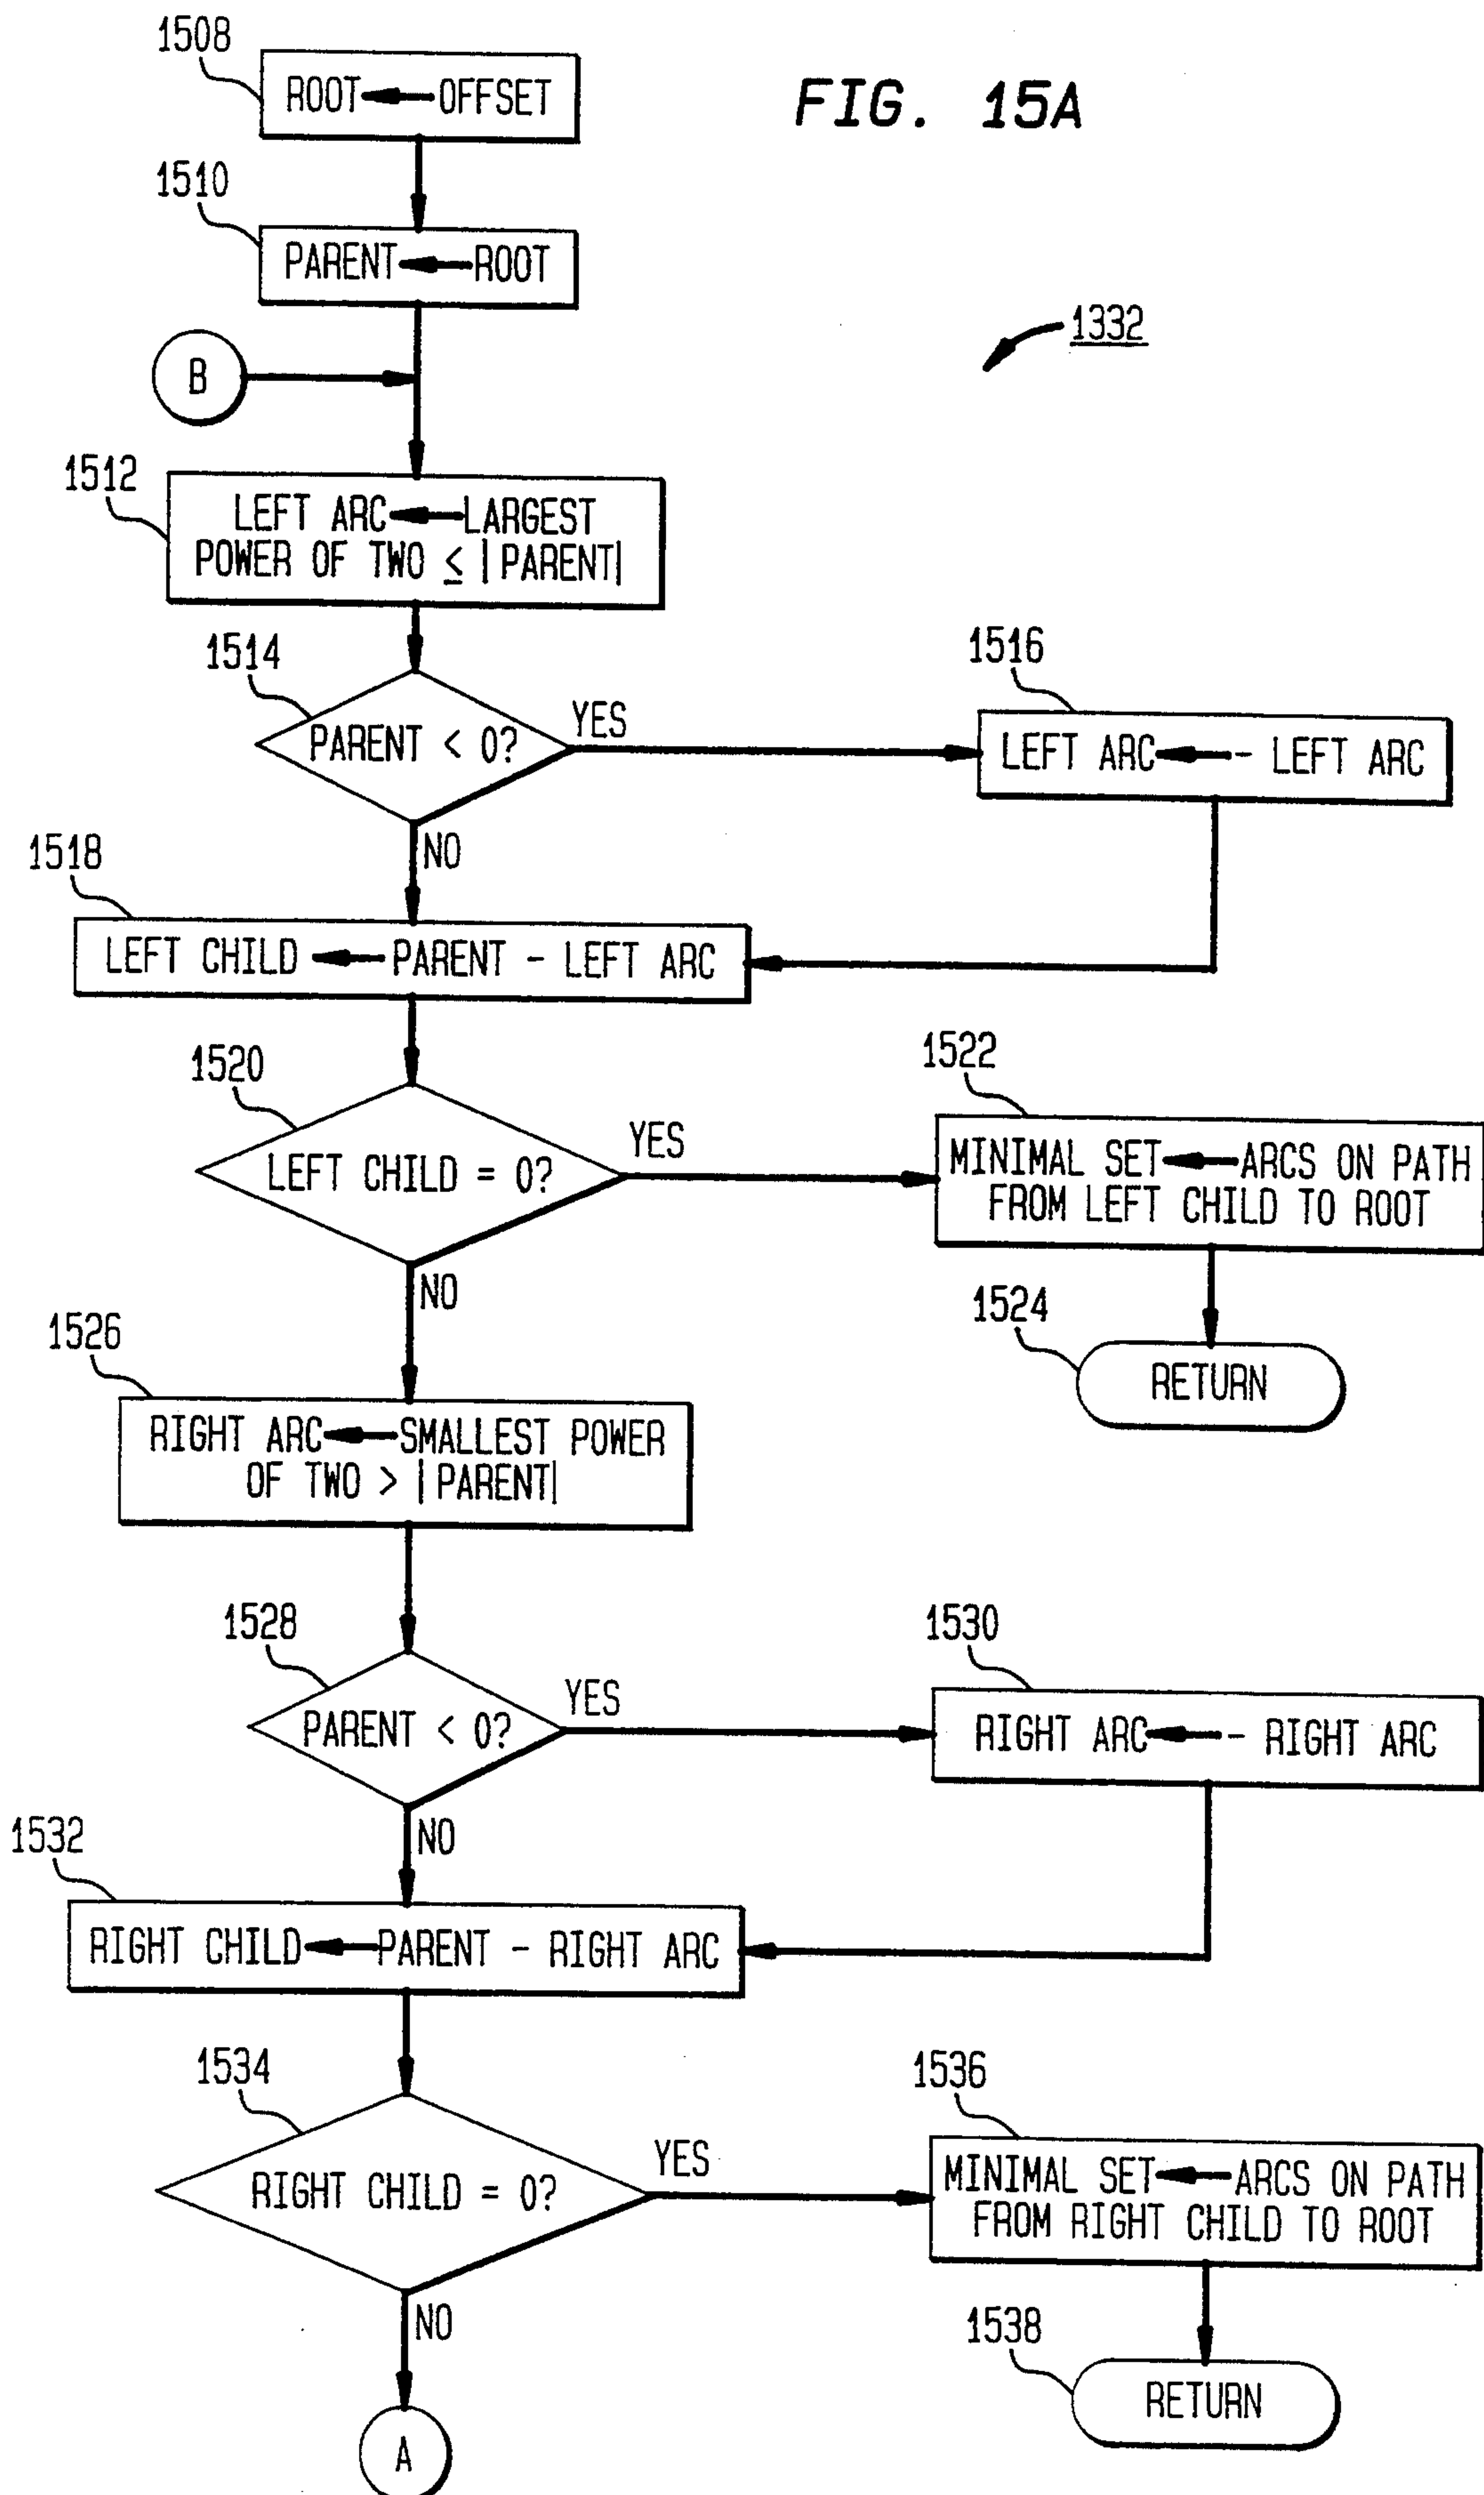 FIG. 15A
1332
1508
ROOT ← OFFSET
1510
PARENT ← ROOT
B
1512
LEFT ARC ← LARGEST
POWER OF TWO ≤ |PARENT|
1514
PARENT < 0?
YES
NO
1516
LEFT ARC ← - LEFT ARC
1518
LEFT CHILD ← PARENT - LEFT ARC
1520
LEFT CHILD = 0?
YES
NO
1522
MINIMAL SET ← ARCS ON PATH
FROM LEFT CHILD TO ROOT
1524
RETURN
1526
RIGHT ARC ← SMALLEST POWER
OF TWO > |PARENT|
1528
PARENT < 0?
YES
NO
1530
RIGHT ARC ← - RIGHT ARC
1532
RIGHT CHILD ← PARENT - RIGHT ARC
1534
RIGHT CHILD = 0?
YES
NO
1536
MINIMAL SET ← ARCS ON PATH
FROM RIGHT CHILD TO ROOT
1538
RETURN
A